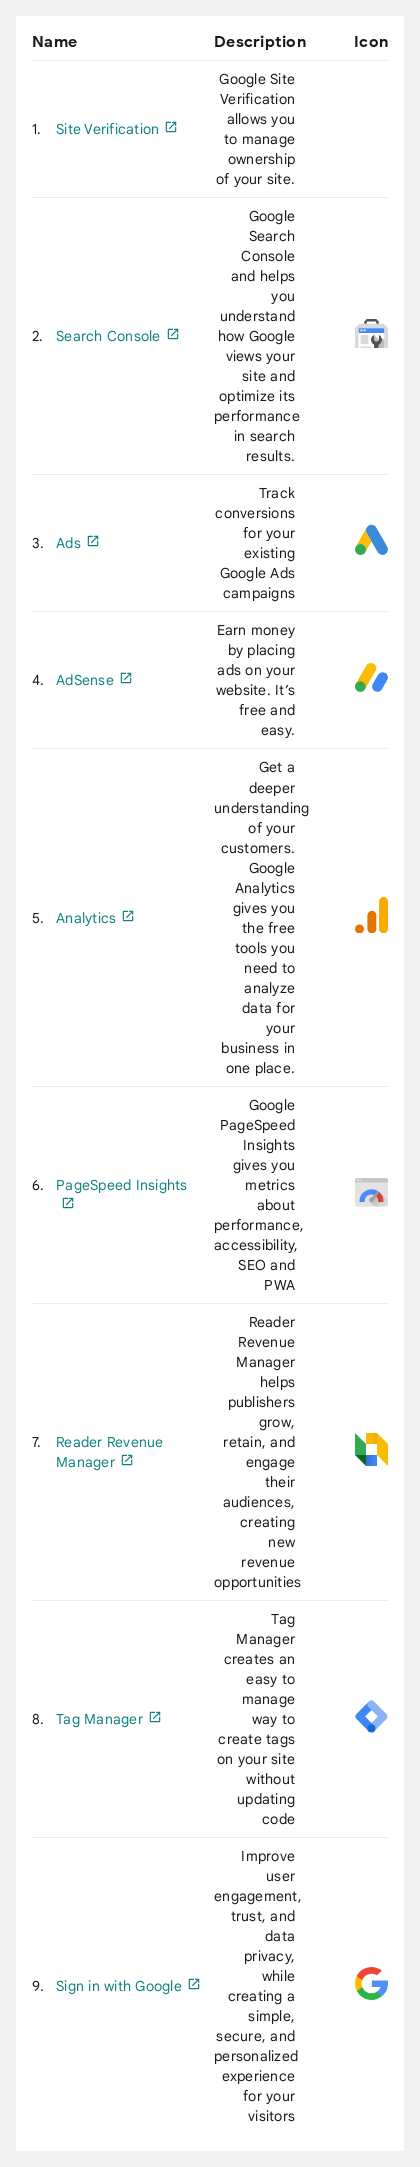 Name Description Icon
1. Site Verification
Google Site
Verification
allows you
to manage
ownership
of your site.
2. Search Console
Google
Search
Console
and helps
you
understand
how Google
views your
site and
optimize its
performance
in search
results.
3. Ads
Track
conversions
for your
existing
Google Ads
campaigns
4. AdSense
Earn money
by placing
ads on your
website. It’s
free and
easy.
5. Analytics
Get a
deeper
understanding
of your
customers.
Google
Analytics
gives you
the free
tools you
need to
analyze
data for
your
business in
one place.
6. PageSpeed Insights
Google
PageSpeed
Insights
gives you
metrics
about
performance,
accessibility,
SEO and
PWA
7. Reader Revenue
Manager
Reader
Revenue
Manager
helps
publishers
grow,
retain, and
engage
their
audiences,
creating
new
revenue
opportunities
8. Tag Manager
Tag
Manager
creates an
easy to
manage
way to
create tags
on your site
without
updating
code
9. Sign in with Google
Improve
user
engagement,
trust, and
data
privacy,
while
creating a
simple,
secure, and
personalized
experience
for your
visitors